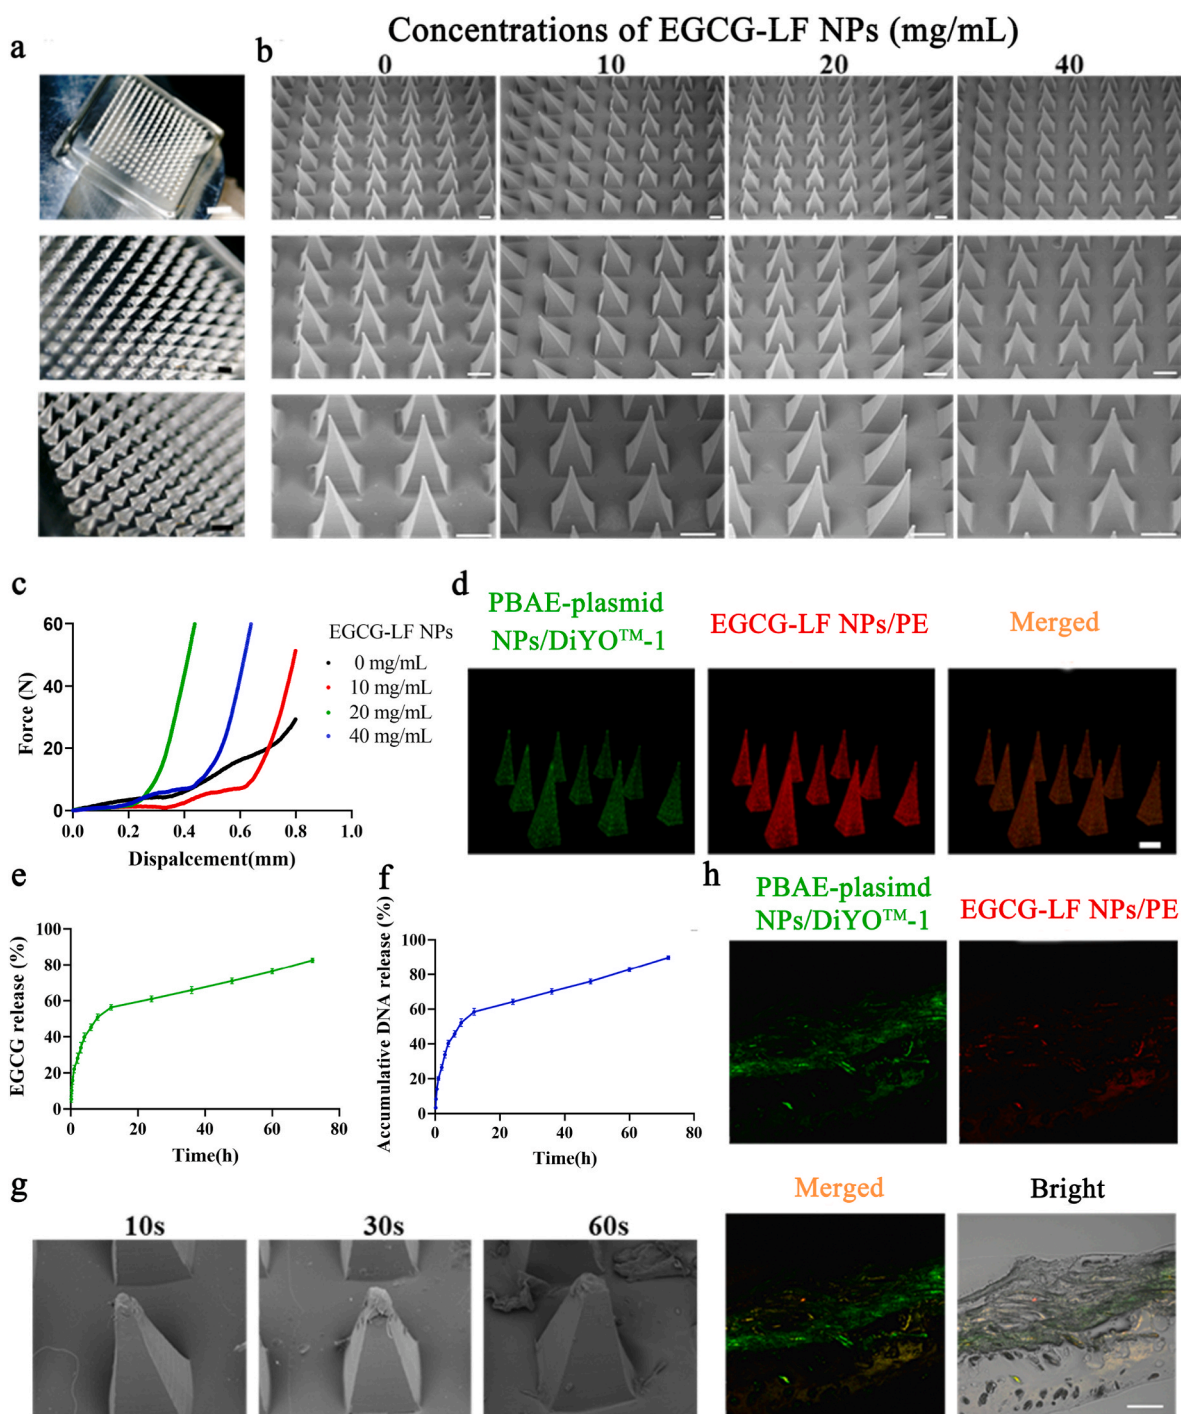 Concentrations of EGCG-LF NPs (mg/mL)
a
b
0
10
20
40
c
60
40
20
0
Force (N)
0.0
0.2
0.4
0.6
0.8
1.0
Dispalcement(mm)
EGCG-LF NPs
0 mg/mL
10 mg/mL
20 mg/mL
40 mg/mL
d
PBAE-plasmid
NPs/DiYO™-1
EGCG-LF NPs/PE
Merged
e
100
80
60
40
20
0
EGCG release (%)
0
20
40
60
80
Time(h)
f
100
80
60
40
20
0
Accumulative DNA release (%)
0
20
40
60
80
Time(h)
h
PBAE-plasimd
NPs/DiYO™-1
EGCG-LF NPs/PE
Merged
Bright
g
10s
30s
60s